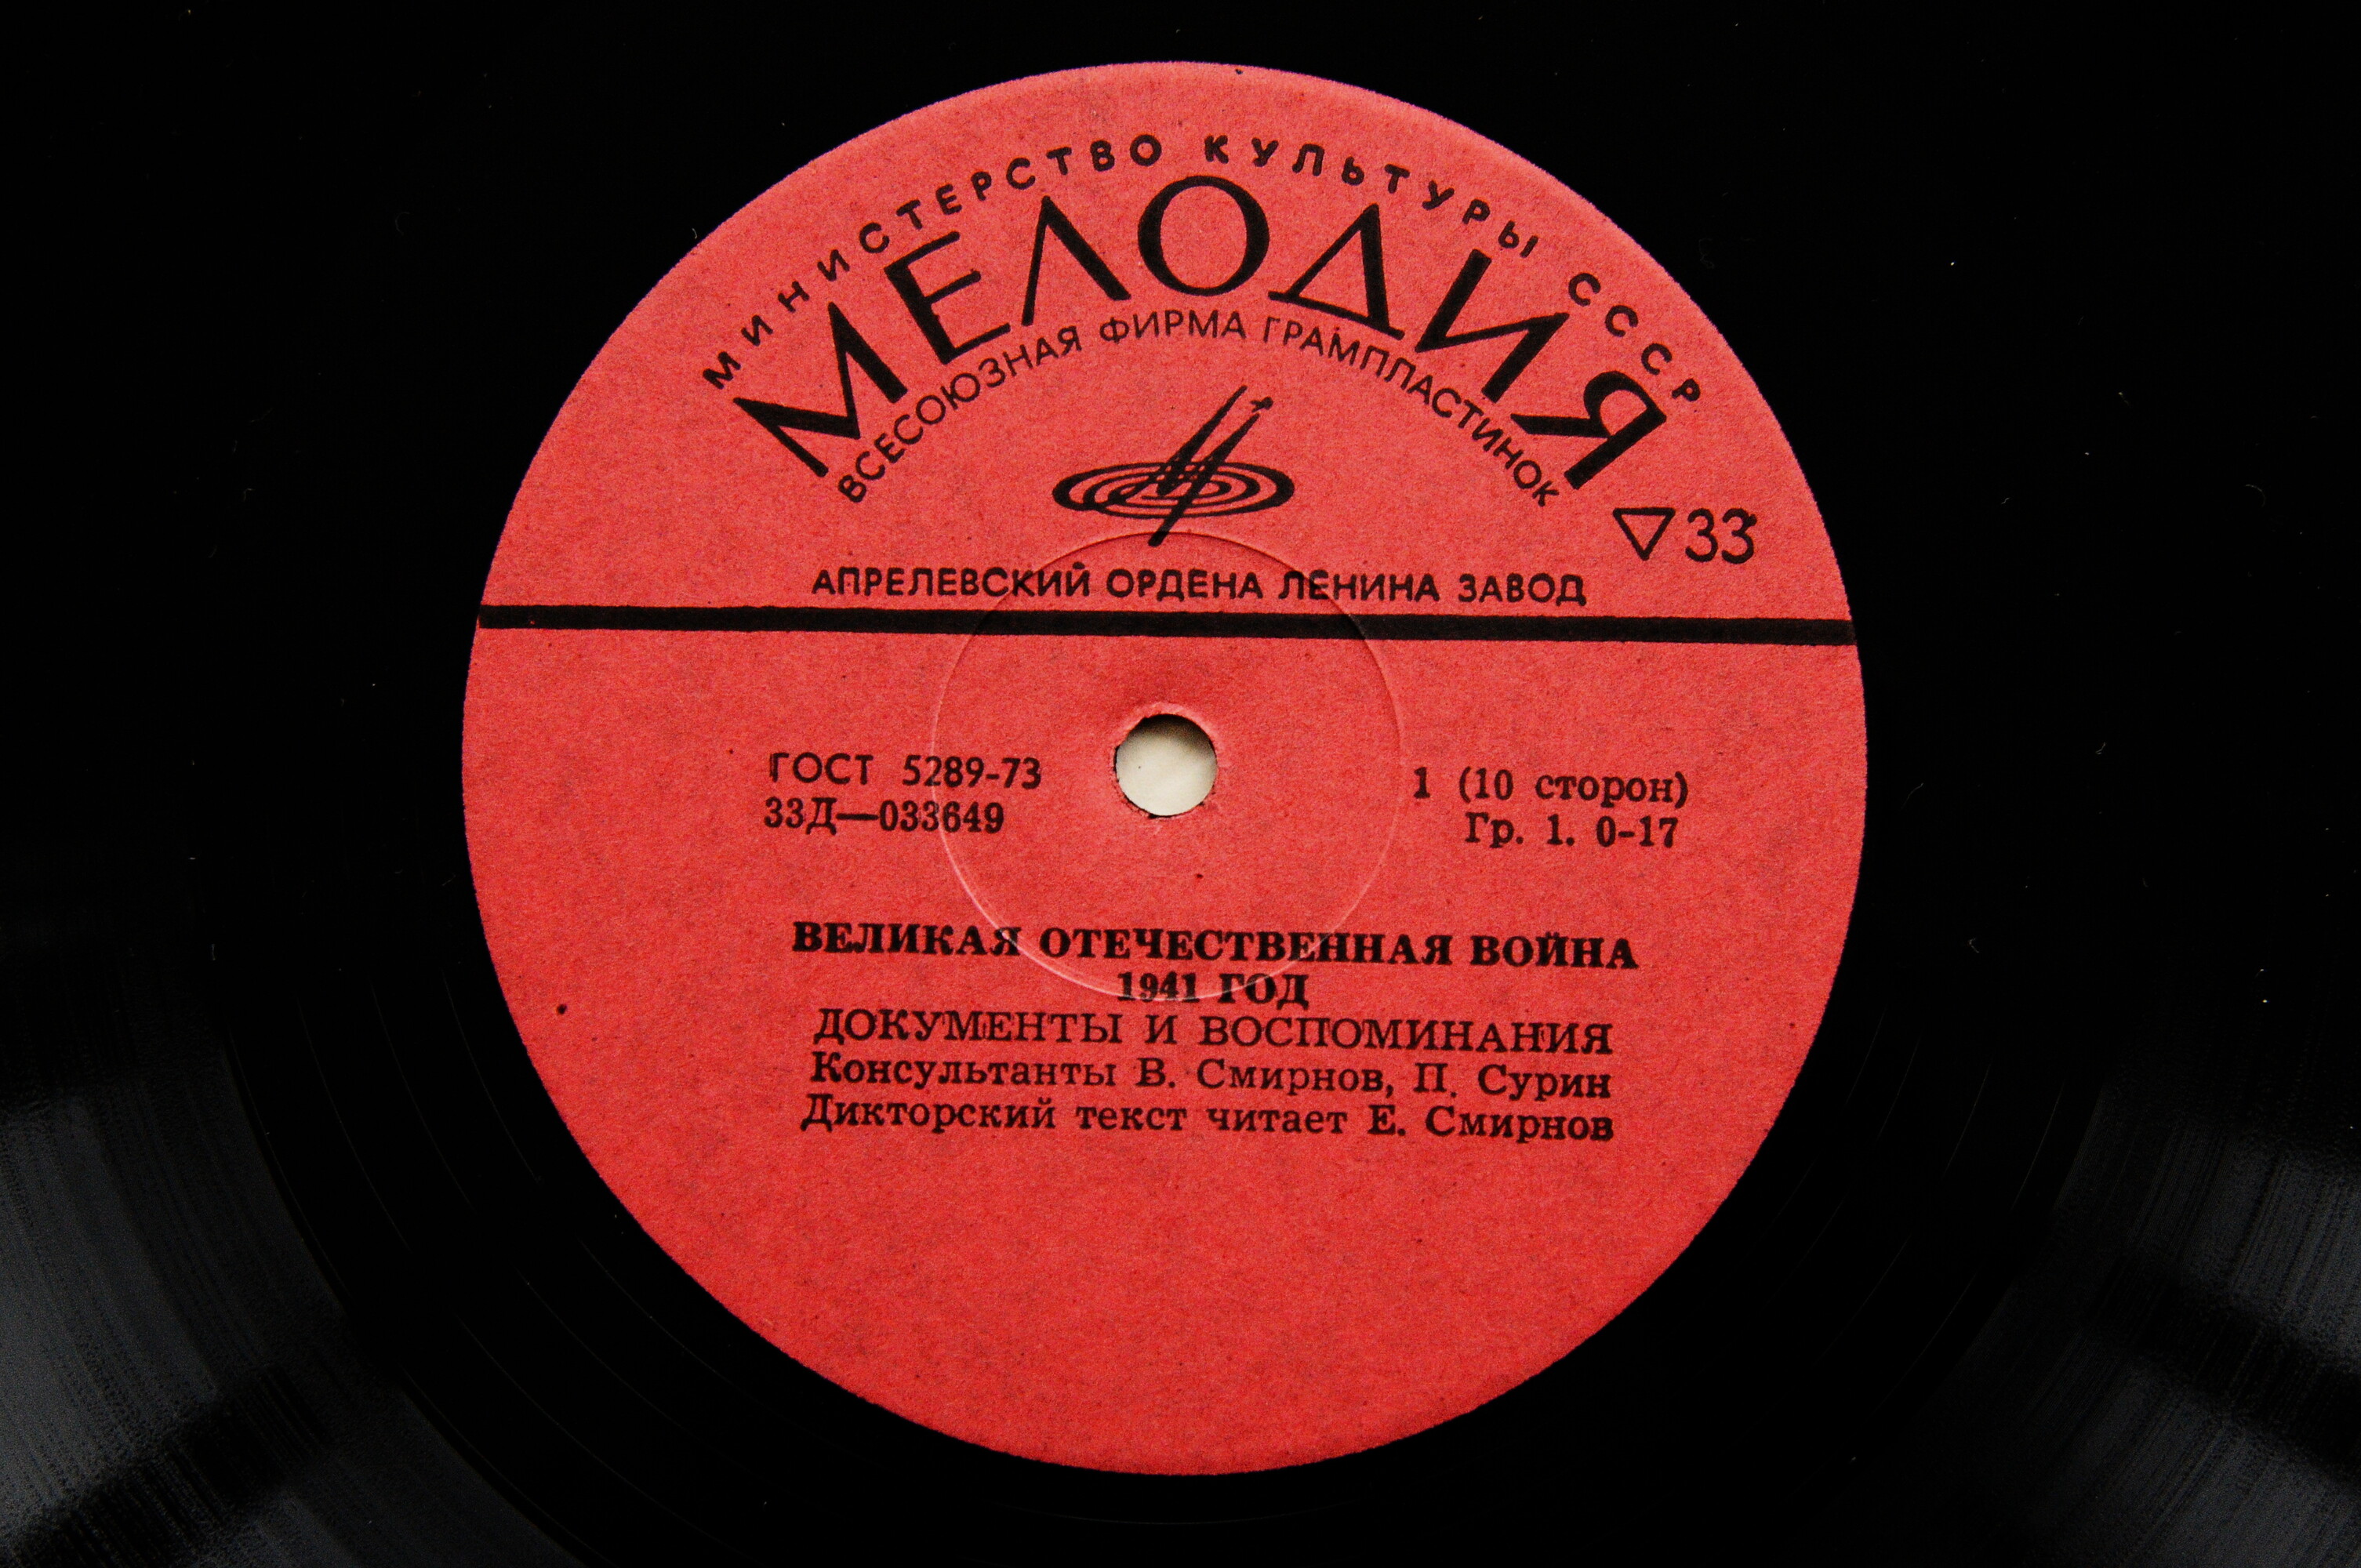 МИНИСТЕРСТВО КУЛЬТУРЫ СССР
МЕЛОДИЯ
ВСЕСОЮЗНАЯ ФИРМА ГРАМПЛАСТИНОК
33
АПРЕЛЕВСКИЙ ОРДЕНА ЛЕНИНА ЗАВОД
ГОСТ 5289-73
33Д—033649
1 (10 сторон)
Гр. 1. 0-17
ВЕЛИКАЯ ОТЕЧЕСТВЕННАЯ ВОЙНА
1941 ГОД
ДОКУМЕНТЫ И ВОСПОМИНАНИЯ
Консультанты В. Смирнов, П. Сурин
Дикторский текст читает Е. Смирнов